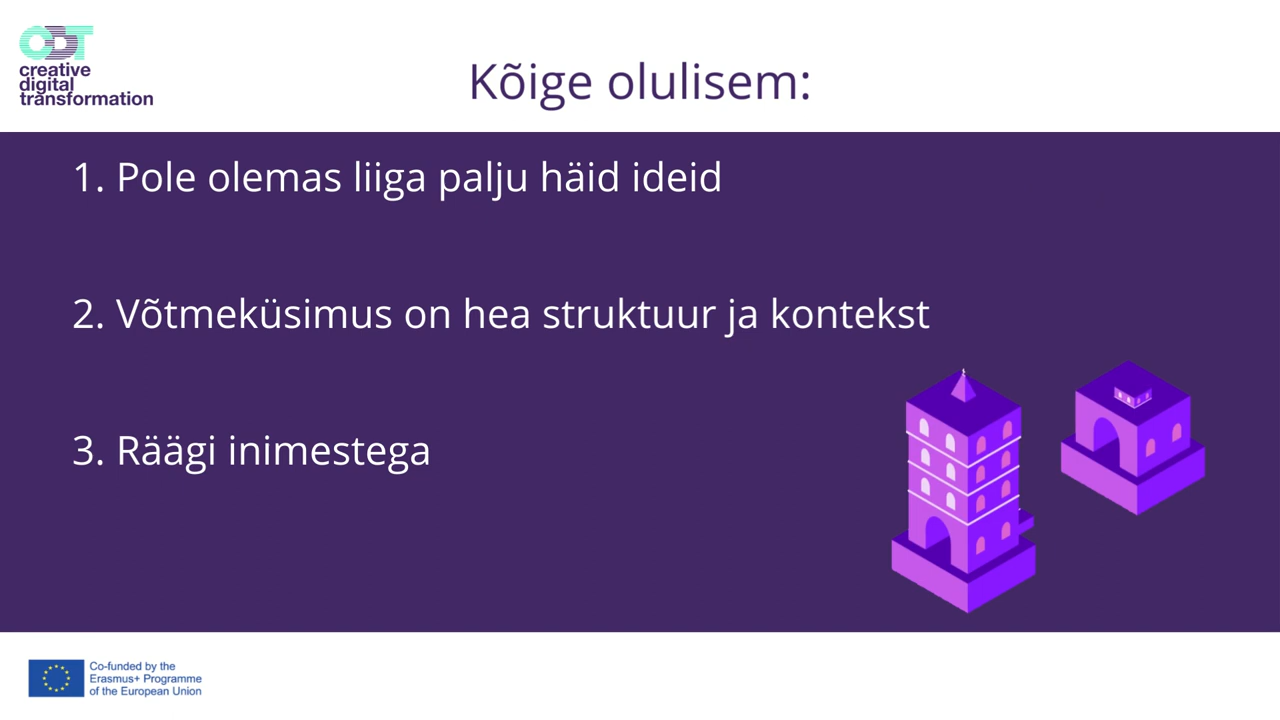 CDT
creative
digital
transformation
Kõige olulisem:
1. Pole olemas liiga palju häid ideid
2. Võtmeküsimus on hea struktuur ja kontekst
3. Räägi inimestega
Co-funded by the
Erasmus+ Programme
of the European Union